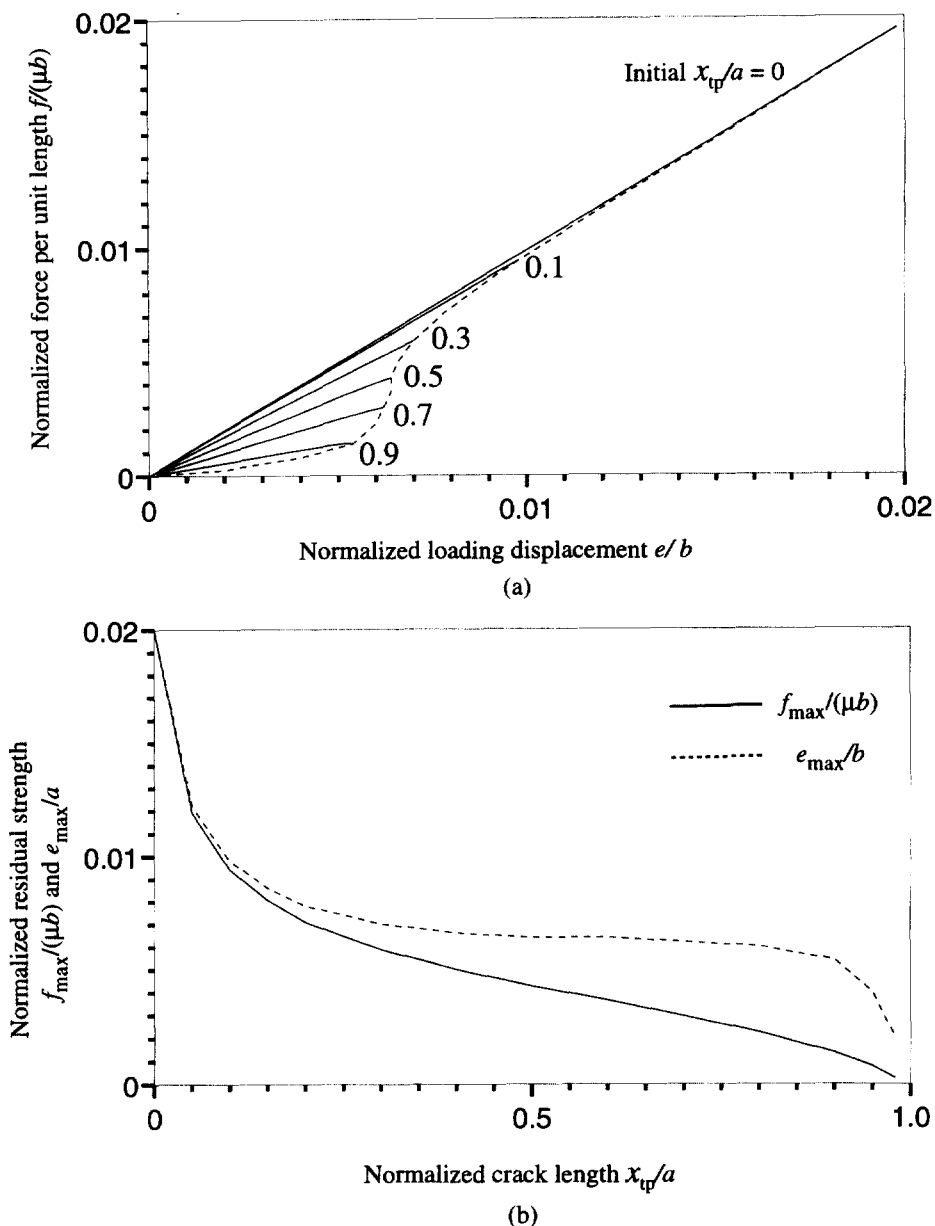 0.02
Initial x_tp/a = 0
Normalized force per unit length f/(μb)
0.01
0.1
0.3
0.5
0.7
0.9
0
0
0.01
0.02
Normalized loading displacement e/b
(a)
0.02
f_max/(μb)
e_max/b
Normalized residual strength
f_max/(μb) and e_max/a
0.01
0
0
0.5
1.0
Normalized crack length x_tp/a
(b)